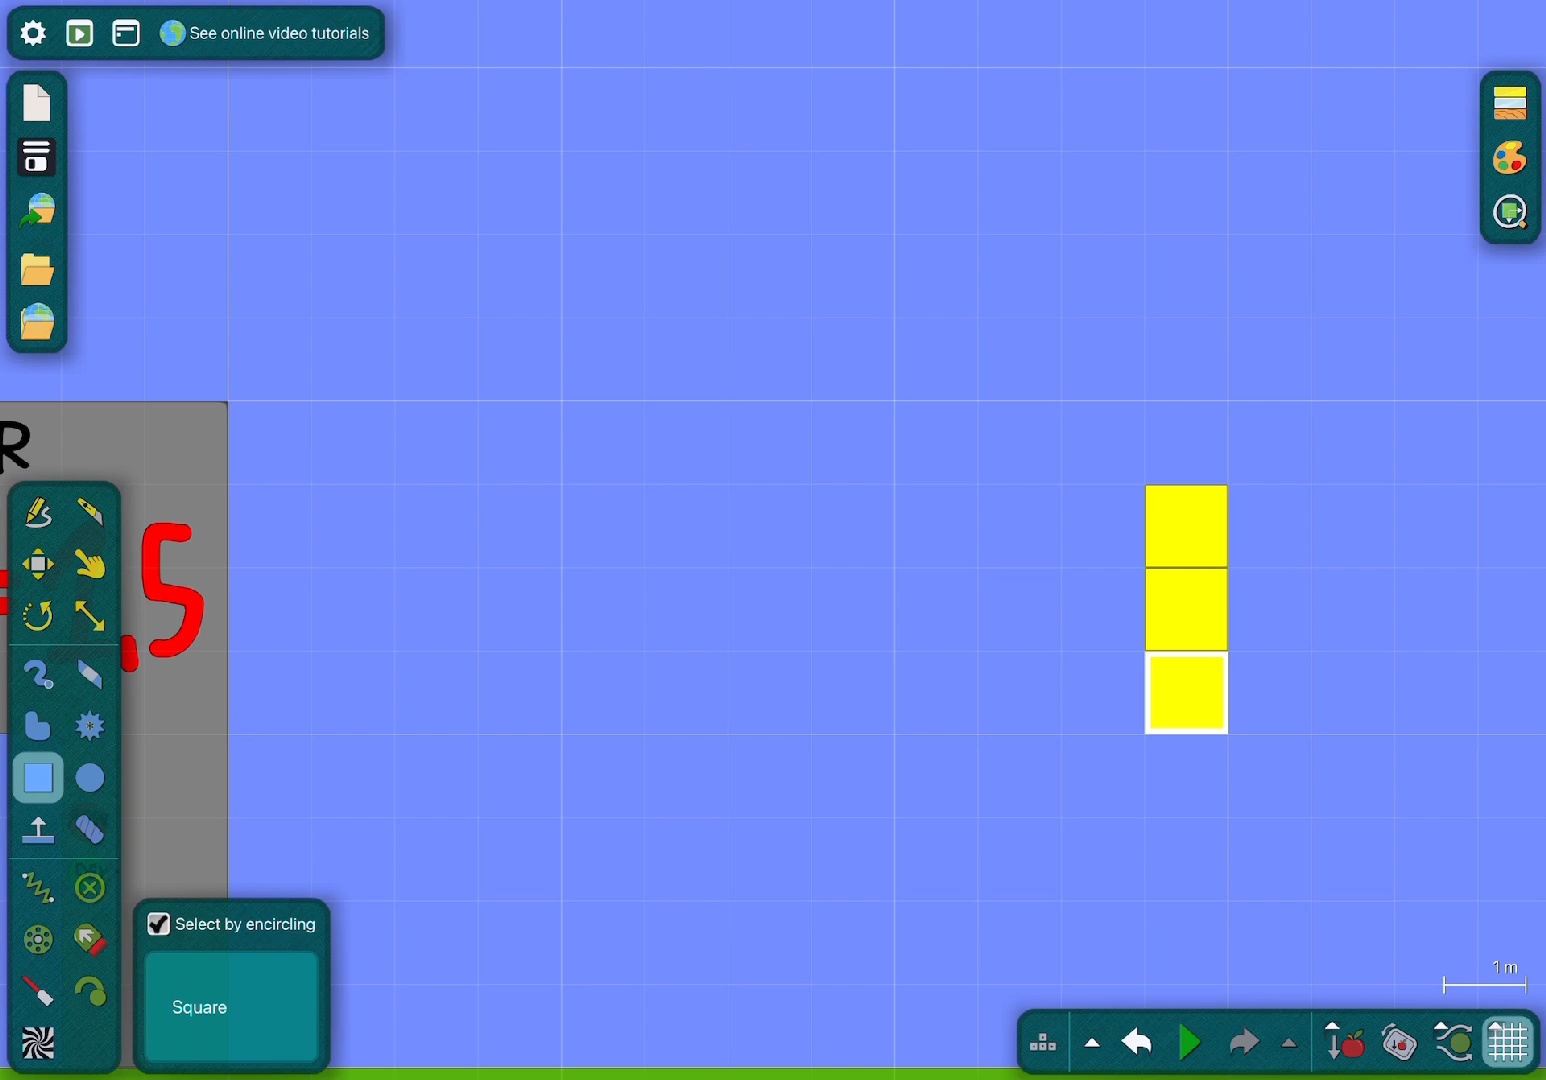 See online video tutorials
R
.5
Select by encircling
Square
1 m